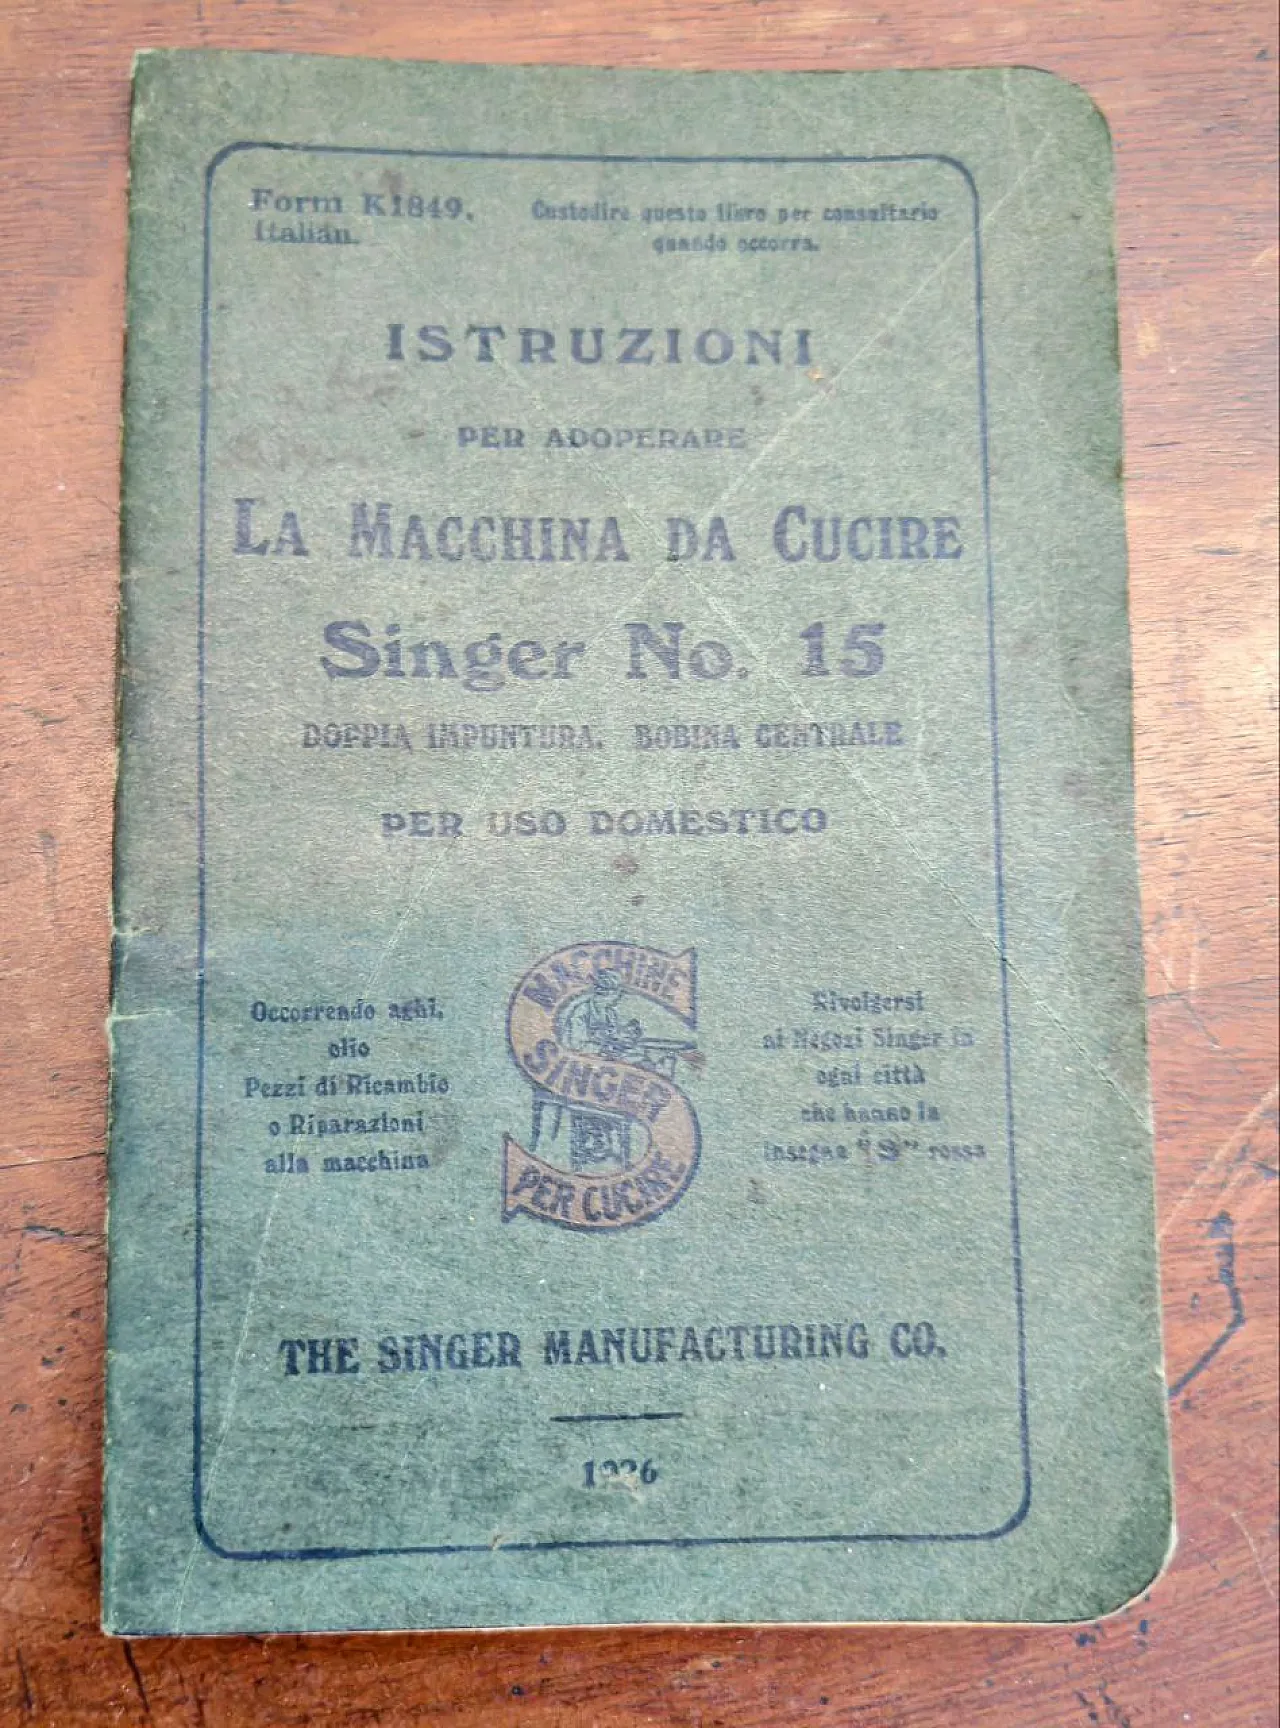 Form K1849.
Italian.
Custodire questo libro per consultario
quando occorra.
ISTRUZIONI
PER ADOPERARE
LA MACCHINA DA CUCIRE
Singer No. 15
DOPPIA IMPUNTURA. BOBINA CENTRALE
PER USO DOMESTICO
Occorrendo aghi,
olio
Pezzi di Ricambio
o Riparazioni
alla macchina
MACCHINE
SINGER
PER CUCIRE
Rivolgersi
ai Negozi Singer in
ogni città
che hanno la
insegna "S" rossa
THE SINGER MANUFACTURING CO.
1926